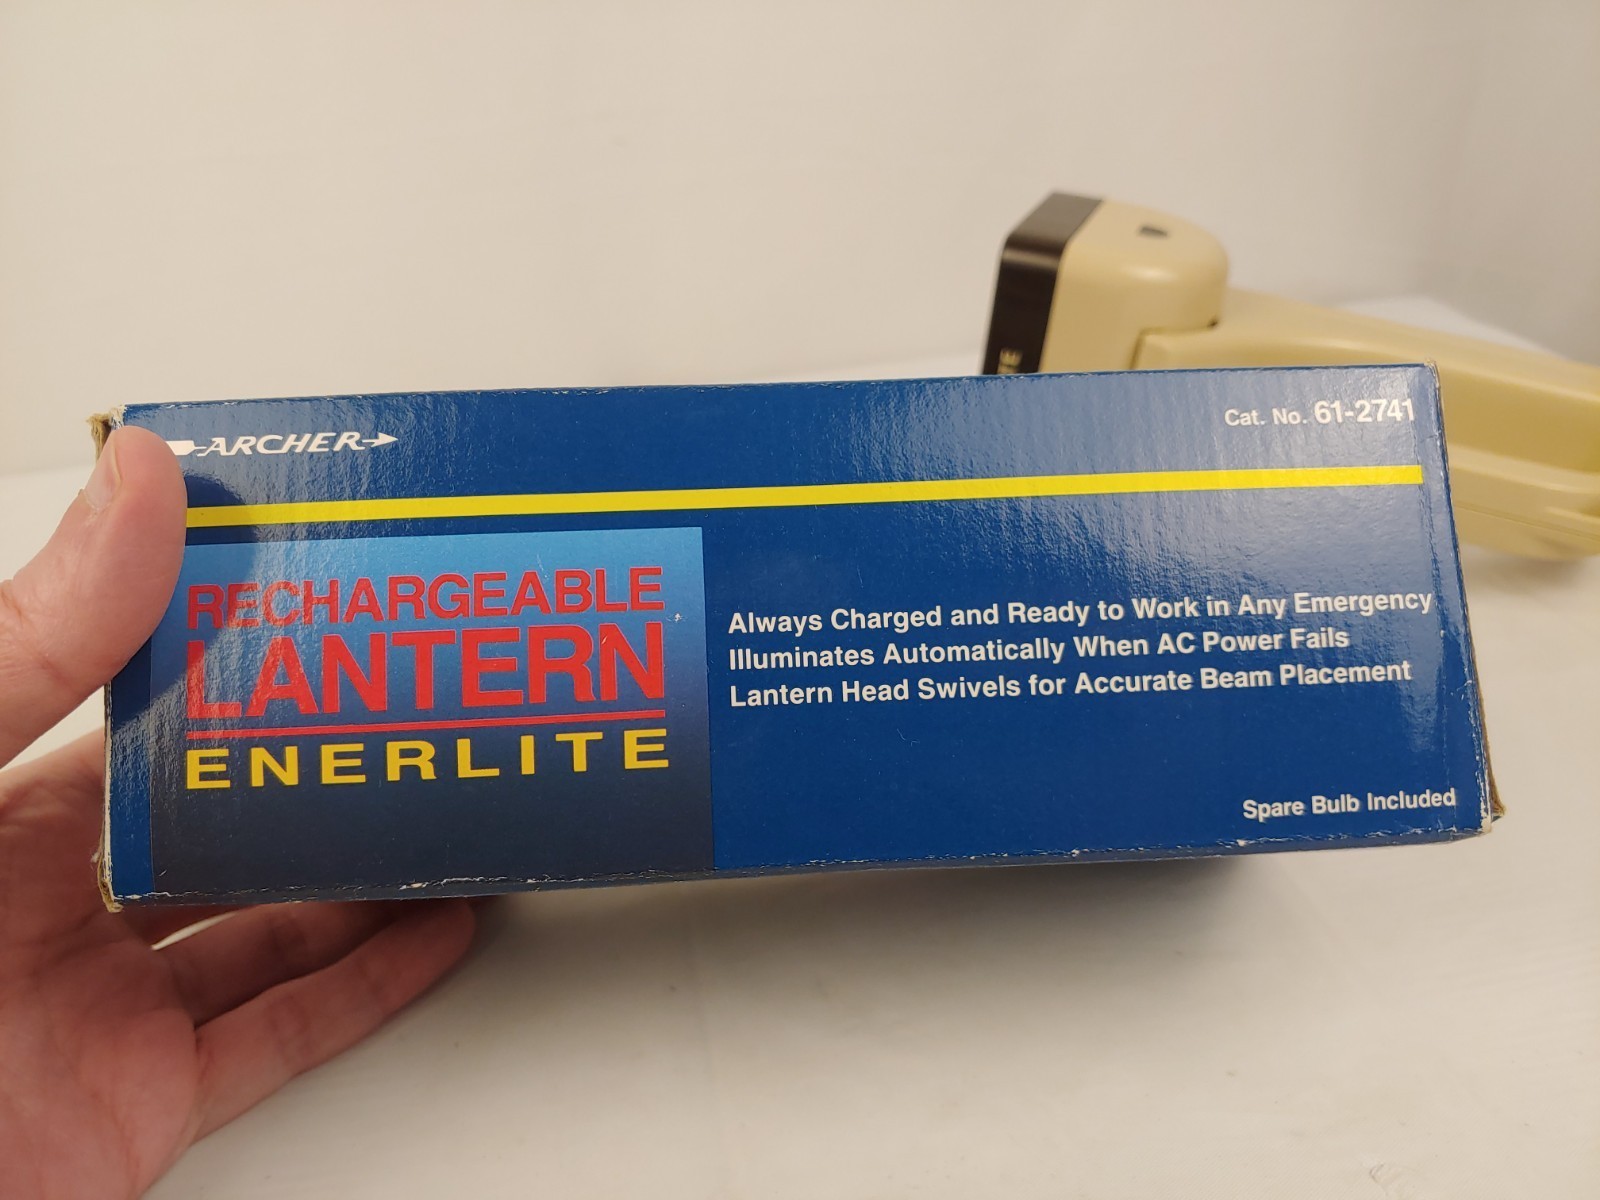 ARCHER
Cat. No. 61-2741
RECHARGEABLE
LANTERN
ENERLITE
Always Charged and Ready to Work in Any Emergency
Illuminates Automatically When AC Power Fails
Lantern Head Swivels for Accurate Beam Placement
Spare Bulb Included